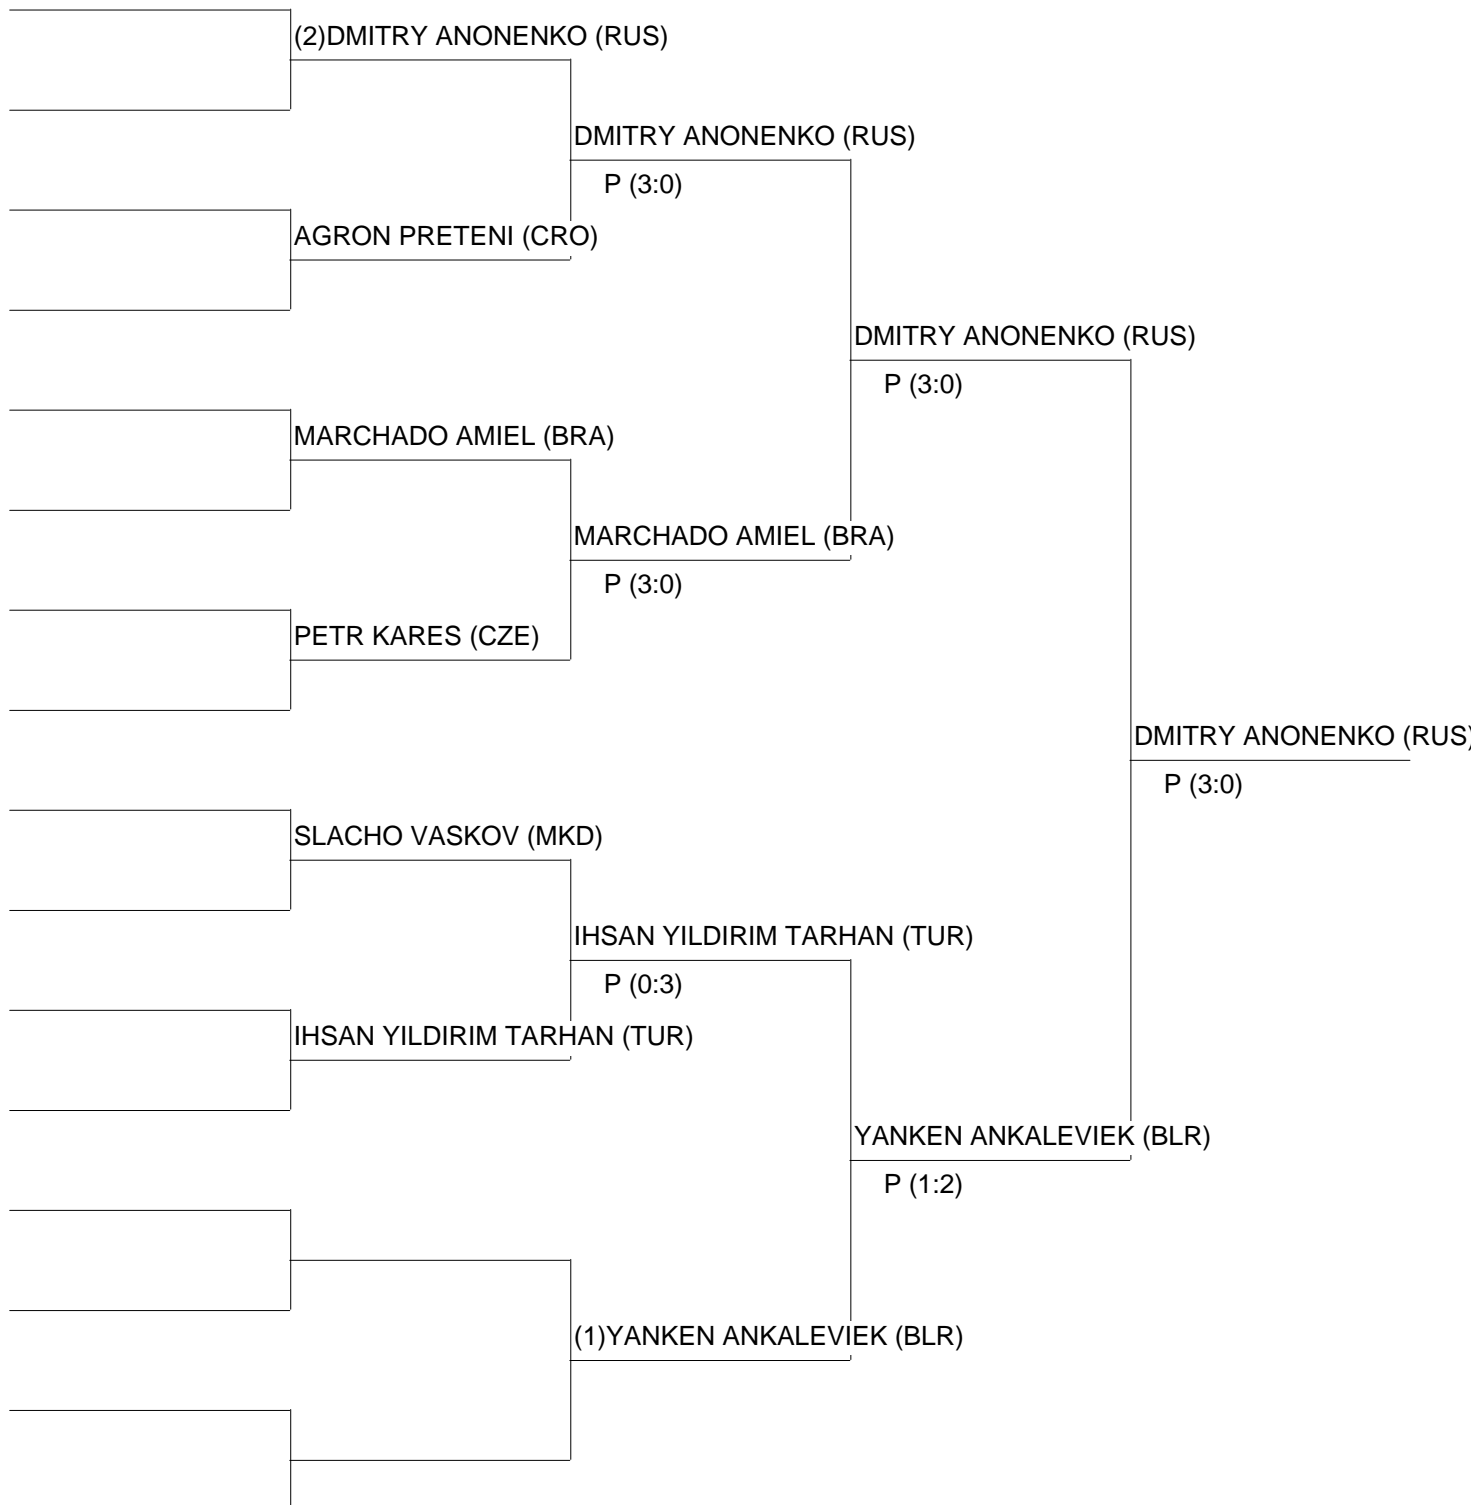 (2)DMITRY ANONENKO (RUS)
DMITRY ANONENKO (RUS)
P (3:0)
AGRON PRETENI (CRO)
DMITRY ANONENKO (RUS)
P (3:0)
MARCHADO AMIEL (BRA)
MARCHADO AMIEL (BRA)
P (3:0)
PETR KARES (CZE)
DMITRY ANONENKO (RUS)
P (3:0)
SLACHO VASKOV (MKD)
IHSAN YILDIRIM TARHAN (TUR)
P (0:3)
IHSAN YILDIRIM TARHAN (TUR)
YANKEN ANKALEVIEK (BLR)
P (1:2)
(1)YANKEN ANKALEVIEK (BLR)